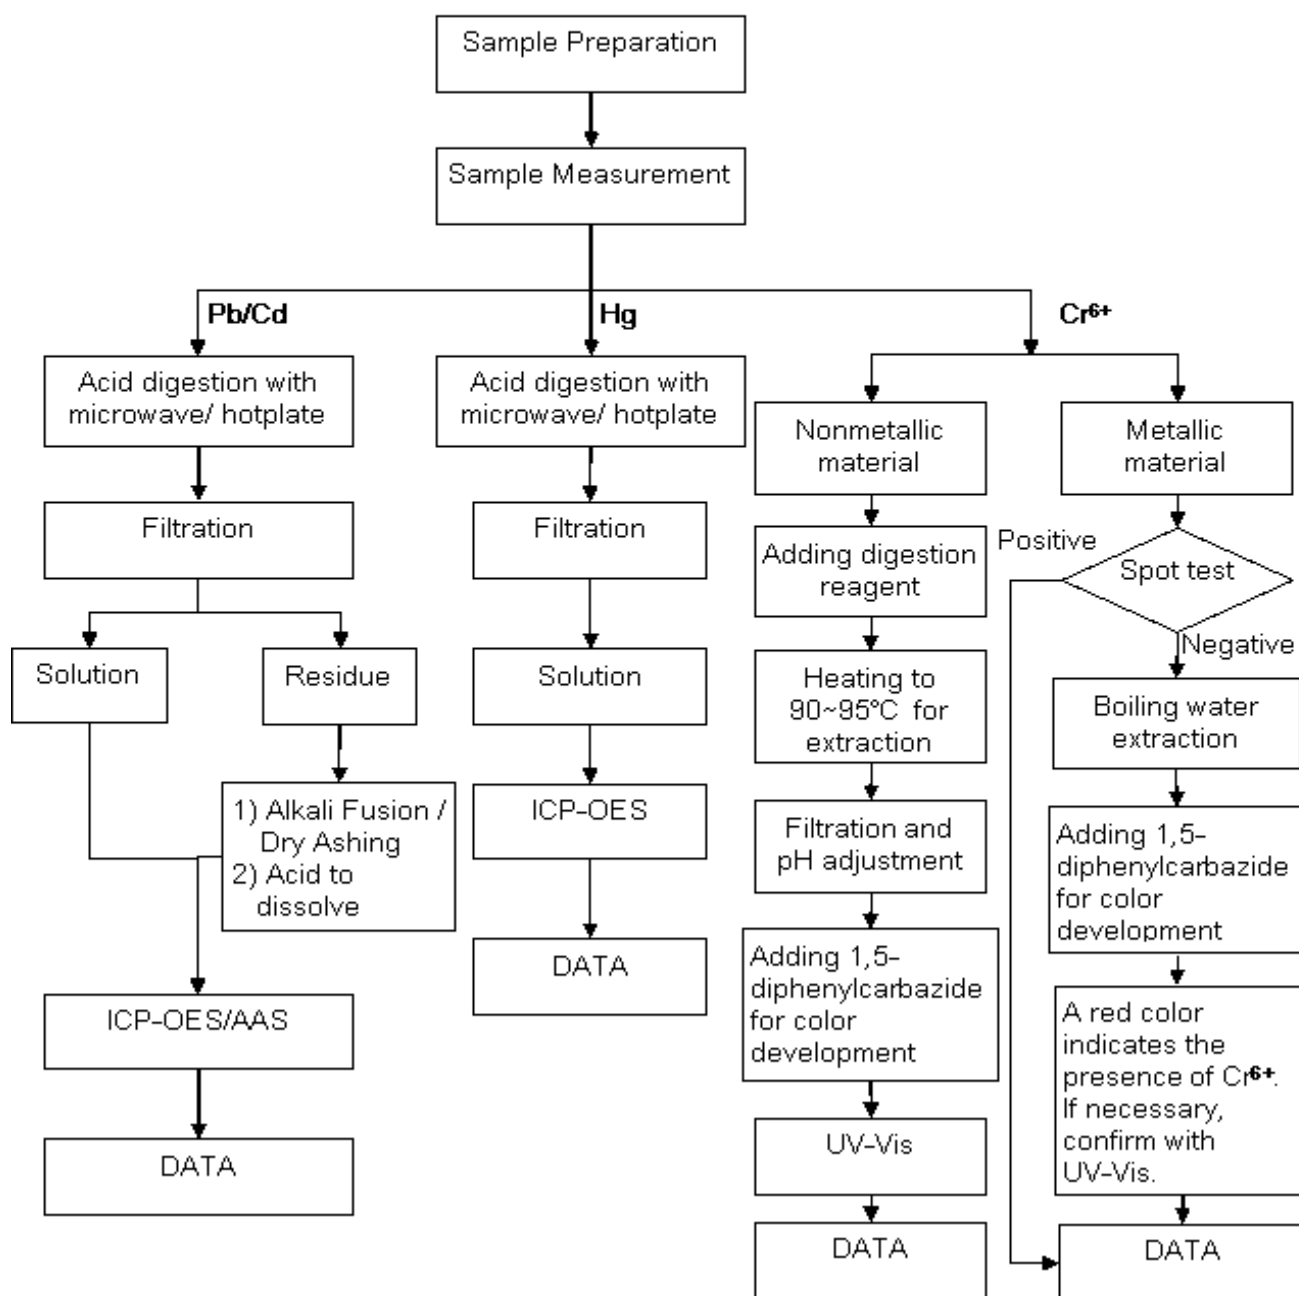 Sample Preparation
Sample Measurement
Pb/Cd
Hg
Cr⁶⁺
Acid digestion with
microwave/ hotplate
Filtration
Solution
Residue
1) Alkali Fusion /
Dry Ashing
2) Acid to
dissolve
ICP-OES/AAS
DATA
Acid digestion with
microwave/ hotplate
Filtration
Solution
ICP-OES
DATA
Nonmetallic
material
Adding digestion
reagent
Heating to
90~95°C for
extraction
Filtration and
pH adjustment
Adding 1,5-
diphenylcarbazide
for color
development
UV-Vis
DATA
Metallic
material
Positive
Spot test
Negative
Boiling water
extraction
Adding 1,5-
diphenylcarbazide
for color
development
A red color
indicates the
presence of Cr⁶⁺.
If necessary,
confirm with
UV-Vis.
DATA